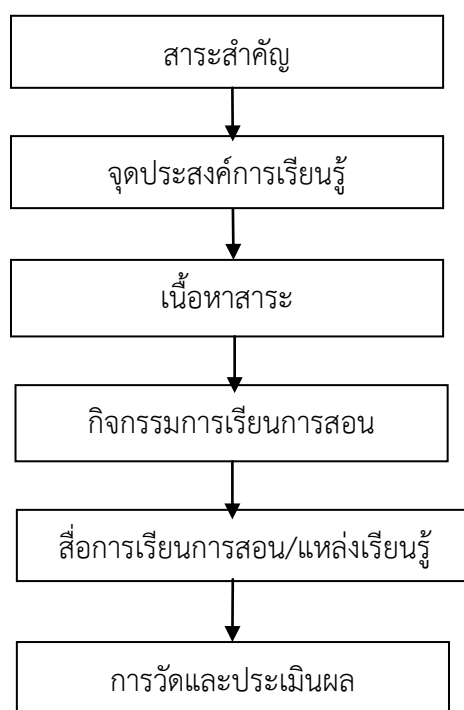 สาระสำคัญ
จุดประสงค์การเรียนรู้
เนื้อหาสาระ
กิจกรรมการเรียนการสอน
สื่อการเรียนการสอน/แหล่งเรียนรู้
การวัดและประเมินผล